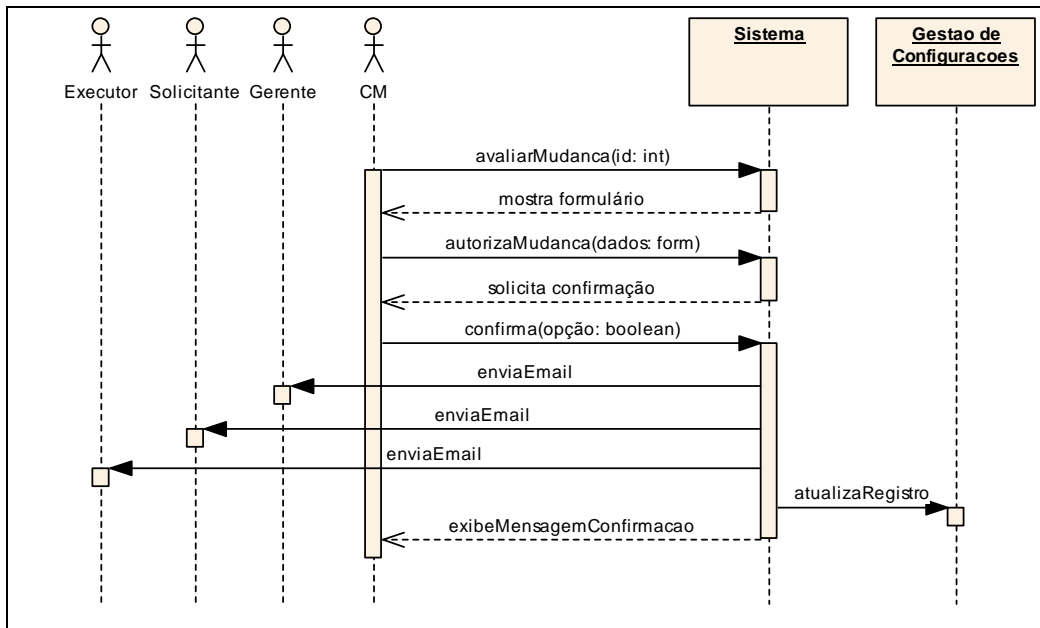 Sistema
Gestao de
Configuracoes
Executor
Solicitante
Gerente
CM
avaliarMudanca(id: int)
mostra formulário
autorizaMudanca(dados: form)
solicita confirmação
confirma(opção: boolean)
enviaEmail
enviaEmail
enviaEmail
atualizaRegistro
exibeMensagemConfirmacao